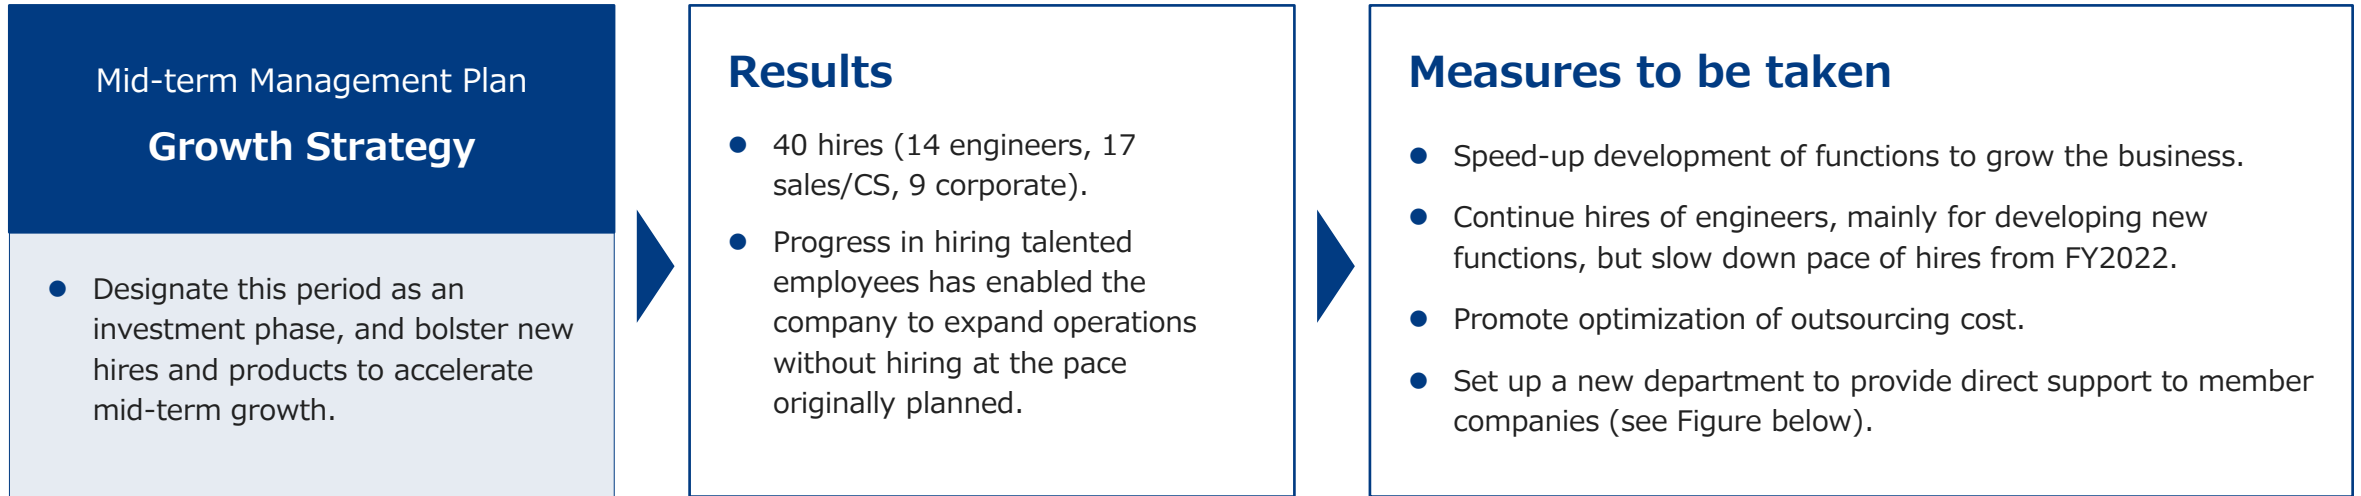 Mid-term Management Plan
Growth Strategy
● Designate this period as an
investment phase, and bolster new
hires and products to accelerate
mid-term growth.
Results
● 40 hires (14 engineers, 17
sales/CS, 9 corporate).
● Progress in hiring talented
employees has enabled the
company to expand operations
without hiring at the pace
originally planned.
Measures to be taken
● Speed-up development of functions to grow the business.
● Continue hires of engineers, mainly for developing new
functions, but slow down pace of hires from FY2022.
● Promote optimization of outsourcing cost.
● Set up a new department to provide direct support to member
companies (see Figure below).